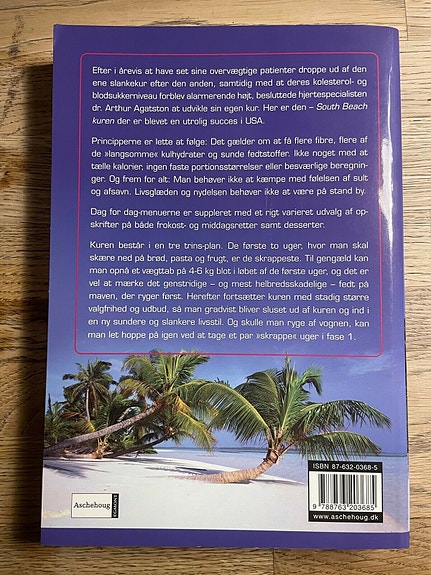 Efter i årevis at have set sine overvægtige patienter droppe ud af den
ene slankekur efter den anden, samtidig med at deres kolesterol- og
blodsukkerniveau forblev alarmerende højt, besluttede hjertespecialisten
dr. Arthur Agatston at udvikle sin egen kur. Her er den – South Beach
kuren der er blevet en utrolig succes i USA.
Principperne er lette at følge: Det gælder om at få flere fibre, flere af
de »langsomme« kulhydrater og sunde fedtstoffer. Ikke noget med at
tælle kalorier, ingen faste portionsstørrelser eller besværlige beregnin-
ger. Og frem for alt: Man behøver ikke at kæmpe med følelsen af sult
og afsavn. Livsglæden og nydelsen behøver ikke at være på stand by.
Dag for dag-menuerne er suppleret med et rigt varieret udvalg af op-
skrifter på både frokost- og middagsretter samt desserter.
Kuren består i en tre trins-plan. De første to uger, hvor man skal
skære ned på brød, pasta og frugt, er de skrappeste. Til gengæld kan
man opnå et vægttab på 4-6 kg blot i løbet af de første uger, og det er
vel at mærke det genstridige – og mest helbredsskadelige – fedt på
maven, der ryger først. Herefter fortsætter kuren med stadig større
valgfrihed og udbud, så man gradvist bliver sluset ud af kuren og ind i
en ny sundere og slankere livsstil. Og skulle man ryge af vognen, kan
man let hoppe på igen ved at tage et par »skrappe« uger i fase 1.
ISBN 87-632-0368-5
9 788763 203685
www.aschehoug.dk
Aschehoug
EGMONT